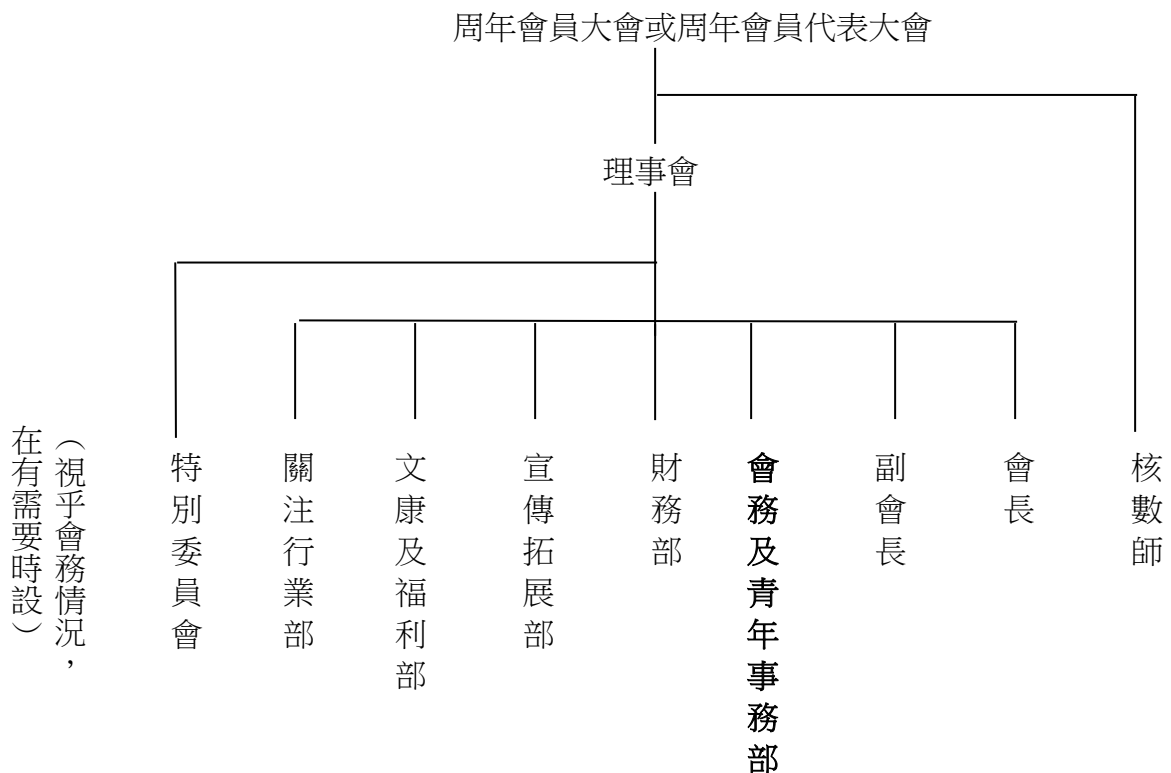 周年會員大會或周年會員代表大會
理事會
核數師
會長
副會長
會務及青年事務部
財務部
宣傳拓展部
文康及福利部
關注行業部
特別委員會
（視乎會務情況，
在有需要時設）